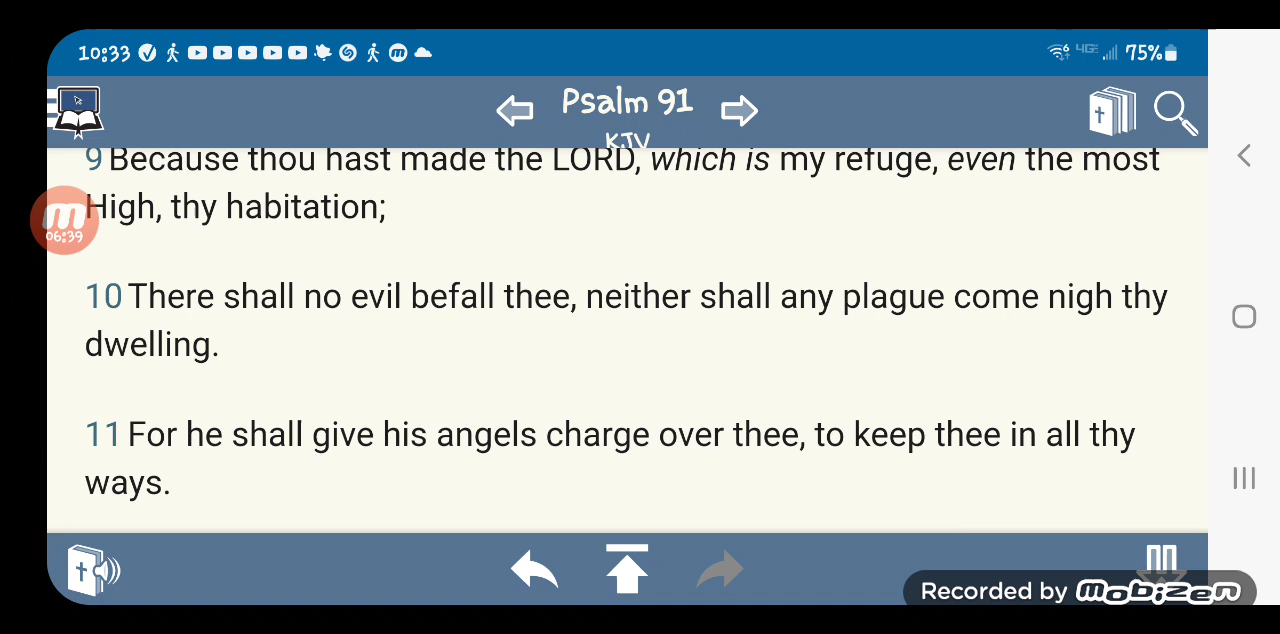 10:33 75%
4GE
Psalm 91
KJV
9 Because thou hast made the LORD, which is my refuge, even the most
High, thy habitation;
06:39
10 There shall no evil befall thee, neither shall any plague come nigh thy
dwelling.
11 For he shall give his angels charge over thee, to keep thee in all thy
ways.
Recorded by mobizen